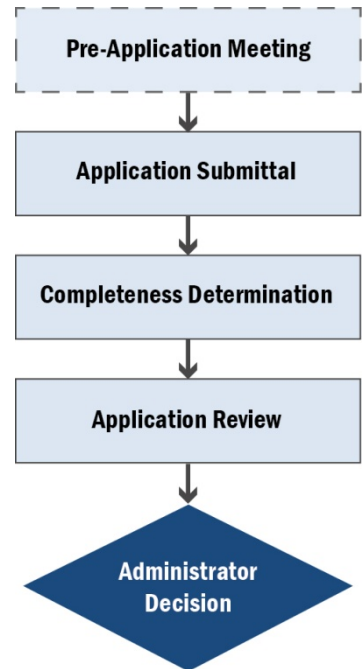 Pre-Application Meeting
Application Submittal
Completeness Determination
Application Review
Administrator
Decision